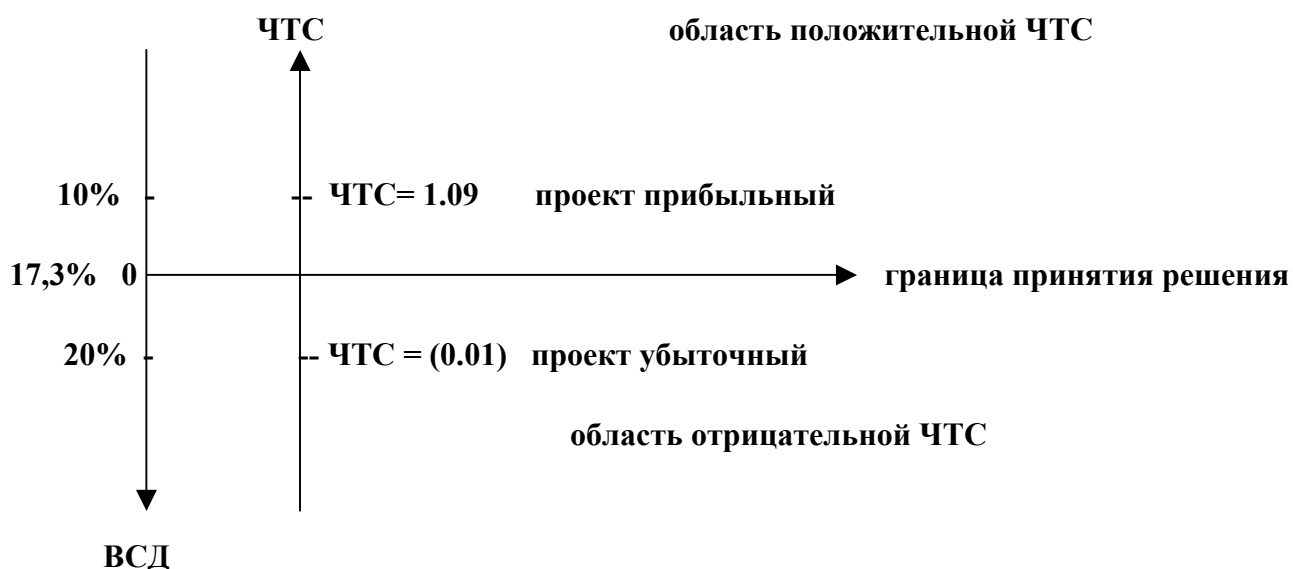 ЧТС область положительной ЧТС
10% ЧТС= 1.09 проект прибыльный
17,3% 0 граница принятия решения
20% ЧТС = (0.01) проект убыточный
область отрицательной ЧТС
ВСД